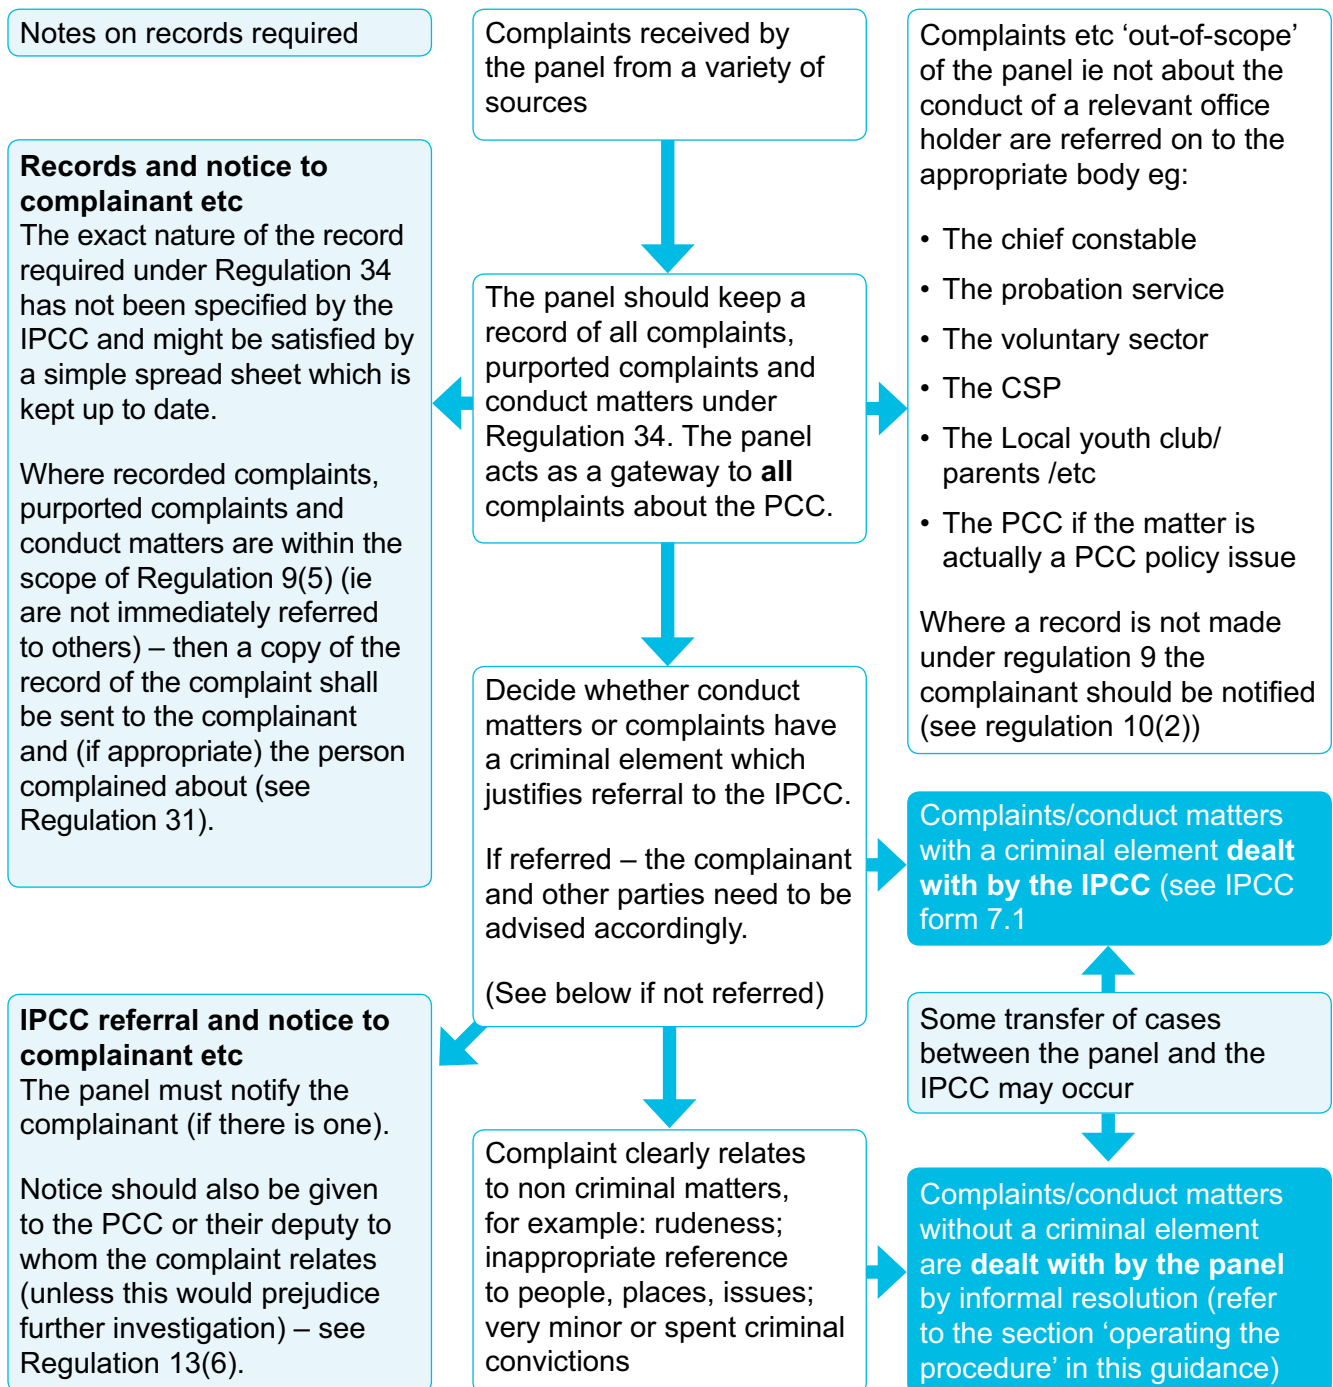 Notes on records required
Records and notice to
complainant etc
The exact nature of the record
required under Regulation 34
has not been specified by the
IPCC and might be satisfied by
a simple spread sheet which is
kept up to date.
Where recorded complaints,
purported complaints and
conduct matters are within the
scope of Regulation 9(5) (ie
are not immediately referred
to others) – then a copy of the
record of the complaint shall
be sent to the complainant
and (if appropriate) the person
complained about (see
Regulation 31).
IPCC referral and notice to
complainant etc
The panel must notify the
complainant (if there is one).
Notice should also be given
to the PCC or their deputy to
whom the complaint relates
(unless this would prejudice
further investigation) – see
Regulation 13(6).
Complaints received by
the panel from a variety of
sources
The panel should keep a
record of all complaints,
purported complaints and
conduct matters under
Regulation 34. The panel
acts as a gateway to all
complaints about the PCC.
Decide whether conduct
matters or complaints have
a criminal element which
justifies referral to the IPCC.
If referred – the complainant
and other parties need to be
advised accordingly.
(See below if not referred)
Complaint clearly relates
to non criminal matters,
for example: rudeness;
inappropriate reference
to people, places, issues;
very minor or spent criminal
convictions
Complaints etc ‘out-of-scope’
of the panel ie not about the
conduct of a relevant office
holder are referred on to the
appropriate body eg:
• The chief constable
• The probation service
• The voluntary sector
• The CSP
• The Local youth club/
parents /etc
• The PCC if the matter is
actually a PCC policy issue
Where a record is not made
under regulation 9 the
complainant should be notified
(see regulation 10(2))
Complaints/conduct matters
with a criminal element dealt
with by the IPCC (see IPCC
form 7.1
Some transfer of cases
between the panel and the
IPCC may occur
Complaints/conduct matters
without a criminal element
are dealt with by the panel
by informal resolution (refer
to the section ‘operating the
procedure’ in this guidance)